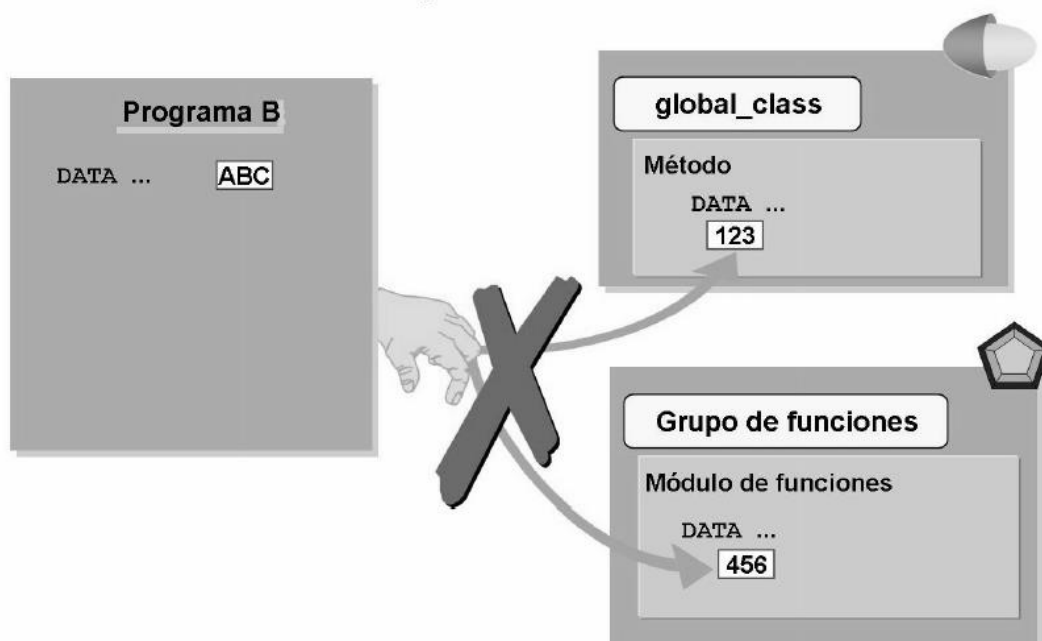 Programa B
DATA ... ABC
global_class
Método
DATA ...
123
Grupo de funciones
Módulo de funciones
DATA ...
456